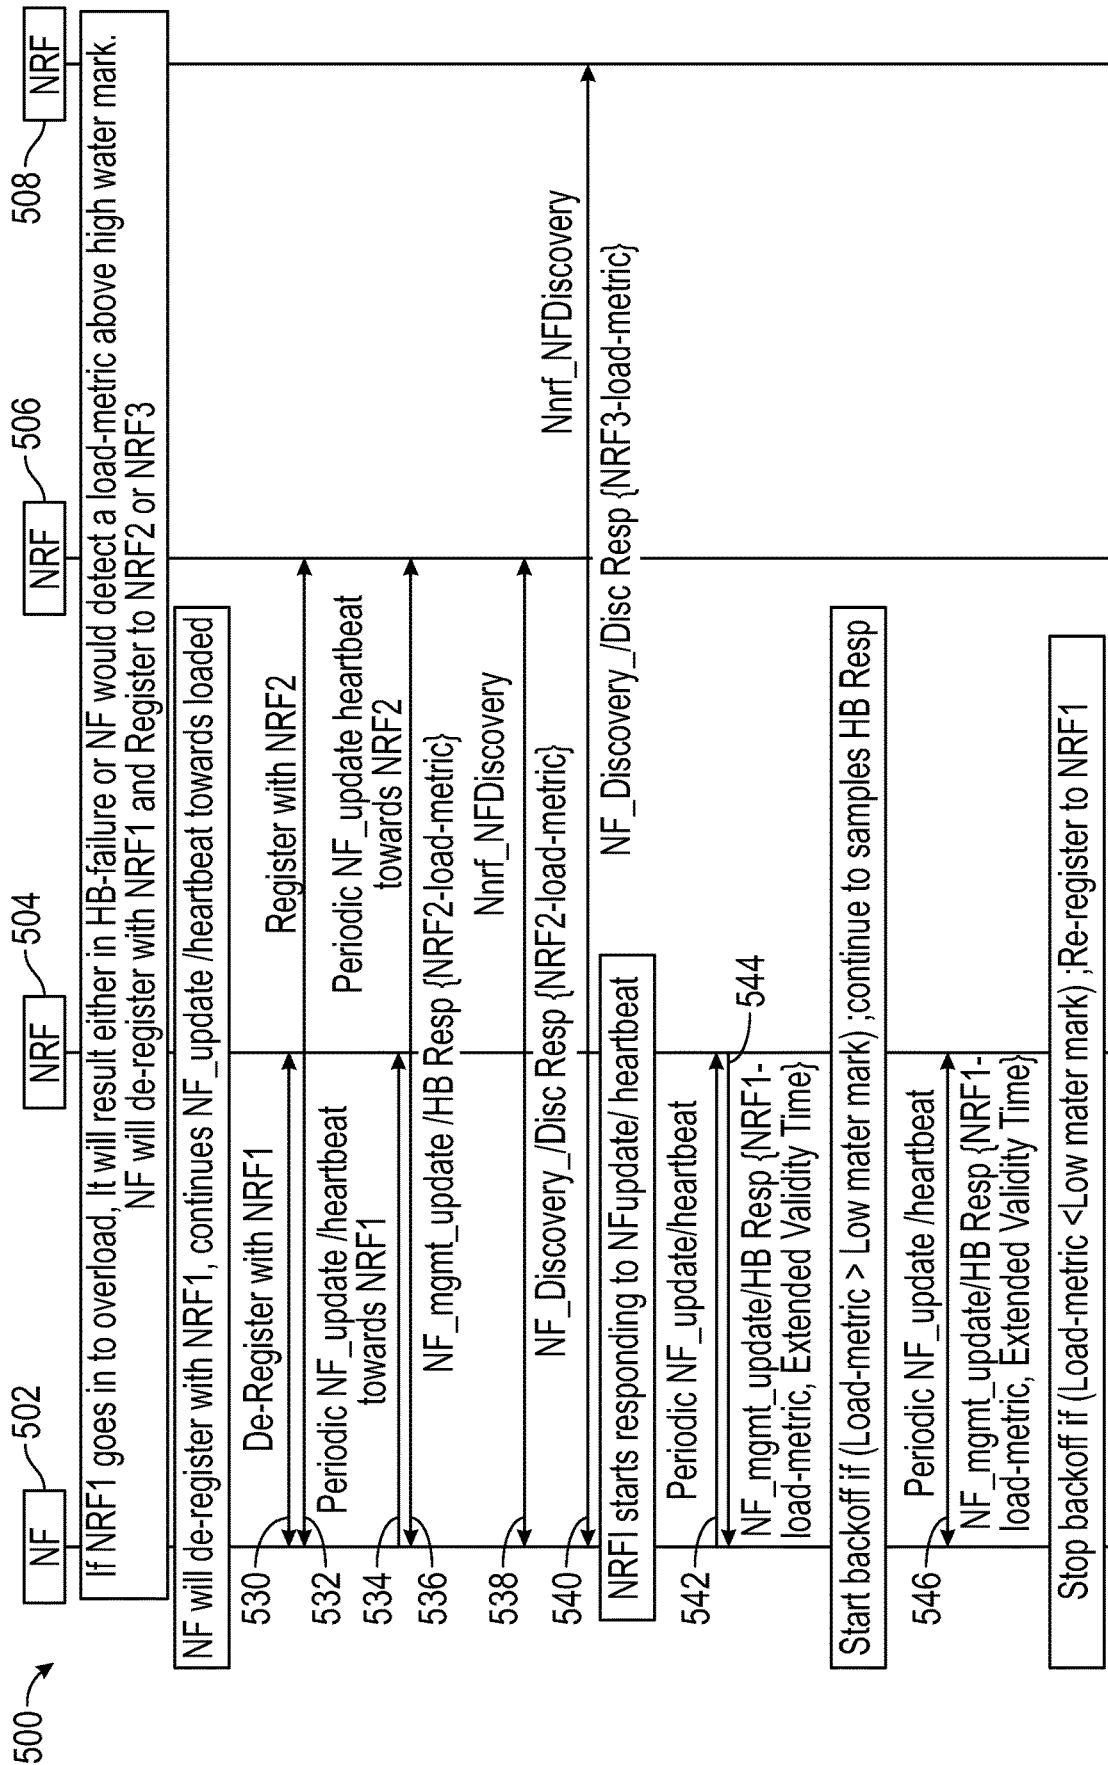 500
NF
502
NRF
504
NRF
506
NRF
508
If NRF1 goes in to overload, It will result either in HB-failure or NF would detect a load-metric above high water mark.
NF will de-register with NRF1 and Register to NRF2 or NRF3
NF will de-register with NRF1, continues NF_update /heartbeat towards loaded
530
De-Register with NRF1
532
Register with NRF2
534
Periodic NF_update /heartbeat
towards NRF1
536
Periodic NF_update heartbeat
towards NRF2
NF_mgmt_update /HB Resp {NRF2-load-metric}
538
Nnrf_NFDiscovery
NF_Discovery_/Disc Resp {NRF2-load-metric}
540
Nnrf_NFDiscovery
NF_Discovery_/Disc Resp {NRF3-load-metric}
NRFI starts responding to NFupdate/ heartbeat
542
Periodic NF_update/heartbeat
544
NF_mgmt_update/HB Resp {NRF1-
load-metric, Extended Validity Time}
Start backoff if (Load-metric > Low mater mark) ;continue to samples HB Resp
546
Periodic NF_update /heartbeat
NF_mgmt_update/HB Resp {NRF1-
load-metric, Extended Validity Time}
Stop backoff if (Load-metric <Low mater mark) ;Re-register to NRF1